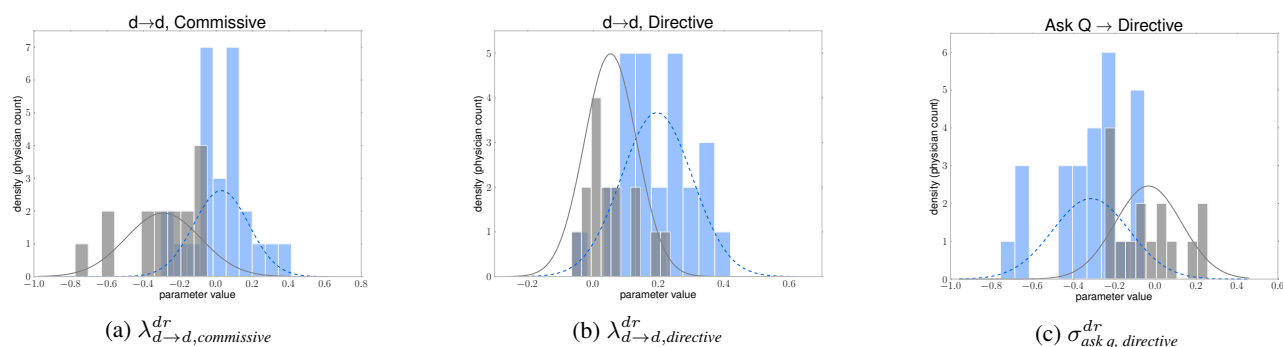 d→d, Commissive
7
6
5
4
3
2
1
0
density (physician count)
−1.0 −0.8 −0.6 −0.4 −0.2 0.0 0.2 0.4 0.6 0.8
parameter value
(a) λ^{dr}_{d→d,commissive}
d→d, Directive
5
4
3
2
1
0
density (physician count)
−0.2 0.0 0.2 0.4 0.6
parameter value
(b) λ^{dr}_{d→d,directive}
Ask Q → Directive
6
5
4
3
2
1
0
density (physician count)
−1.0 −0.8 −0.6 −0.4 −0.2 0.0 0.2 0.4 0.6
parameter value
(c) σ^{dr}_{ask q, directive}